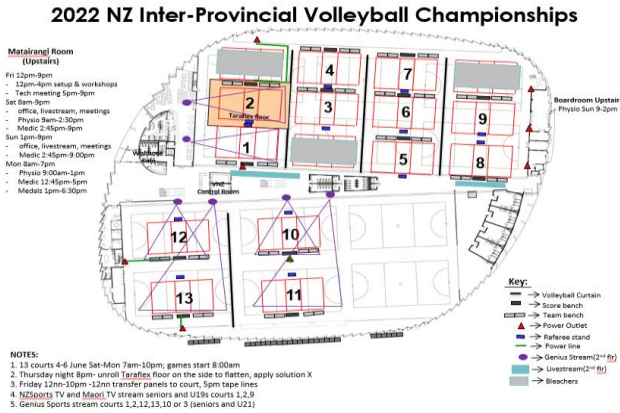 2022 NZ Inter-Provincial Volleyball Championships
Matairangi Room
(Upstairs)
Fri 12pm-9pm
- 12pm-4pm setup & workshops
- Tech meeting 5pm-9pm
Sat 8am-9pm
- office, livestream, meetings
- Physio 9am-2:30pm
- Medic 2:45pm-9pm
Sun 1pm-9pm
- office, livestream, meetings
- Medic 2:45pm-9:00pm
Mon 8am-7pm
- Physio 9:00am-1pm
- Medic 12:45pm-5pm
- Medals 1pm-6:30pm
4
7
2
Taraflex floor
3
6
9
1
5
8
Boardroom Upstair
- Physio Sun 9-2pm
VNZ
Control Room
12
10
13
11
Key:
Volleyball Curtain
Score bench
Team bench
Power Outlet
Referee stand
Power line
Genius Stream(2nd flr)
Livestream(2nd flr)
Bleachers
NOTES:
1. 13 courts 4-6 June Sat-Mon 7am-10pm; games start 8:00am
2. Thursday night 8pm- unroll Taraflex floor on the side to flatten, apply solution X
3. Friday 12nn-10pm -12nn transfer panels to court, 5pm tape lines
4. NZSports TV and Maori TV stream seniors and U19s courts 1,2,9
5. Genius Sports stream courts 1,2,12,13,10 or 3 (seniors and U21)